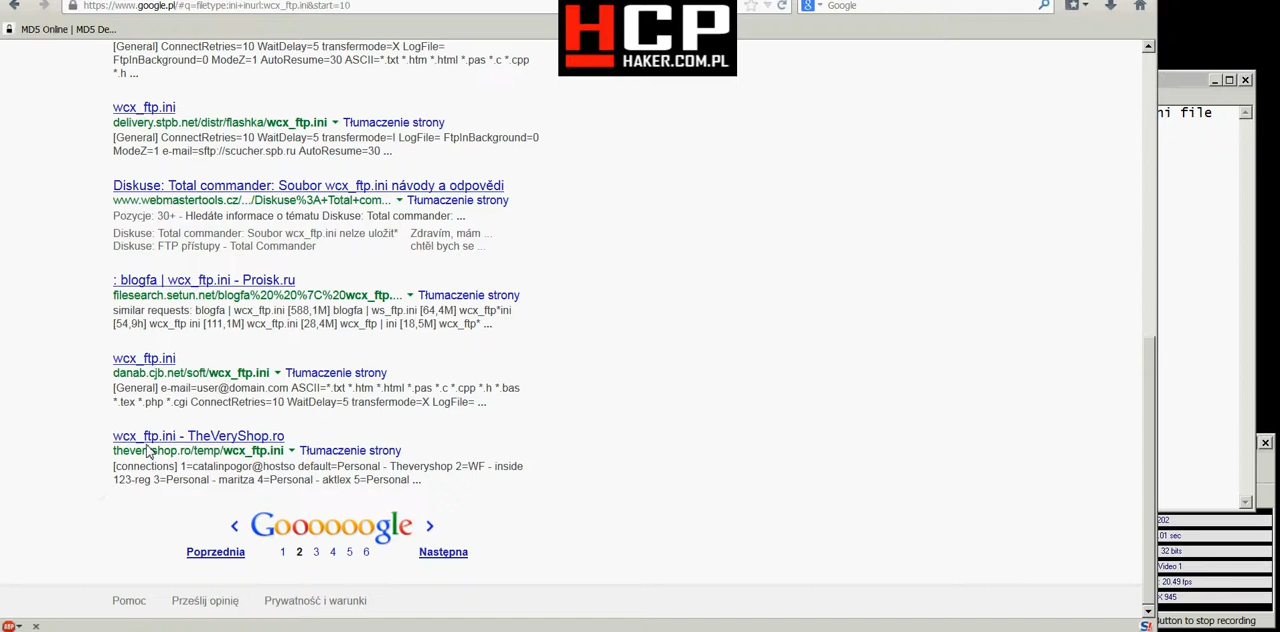 https://www.google.pl/#q=filetype:ini+inurl:wcx_ftp.ini&start=10
Google
MD5 Online | MD5 De...
HCP
HAKER.COM.PL
[General] ConnectRetries=10 WaitDelay=5 transfermode=X LogFile=
FtpInBackground=0 ModeZ=1 AutoResume=30 ASCII=*.txt *.htm *.html *.pas *.c *.cpp
*.h ...
wcx_ftp.ini
delivery.stpb.net/distr/flashka/wcx_ftp.ini Tłumaczenie strony
[General] ConnectRetries=10 WaitDelay=5 transfermode=I LogFile= FtpInBackground=0
ModeZ=1 e-mail=sftp://scucher.spb.ru AutoResume=30 ...
Diskuse: Total commander: Soubor wcx_ftp.ini návody a odpovědi
www.webmastertools.cz/.../Diskuse%3A+Total+com... Tłumaczenie strony
Pozycje: 30+ - Hledáte informace o tématu Diskuse: Total commander: ...
Diskuse: Total commander: Soubor wcx_ftp.ini nelze uložit* Zdravím, mám ...
Diskuse: FTP přístupy - Total Commander chtěl bych se ...
: blogfa | wcx_ftp.ini - Proisk.ru
filesearch.setun.net/blogfa%20%20%7C%20wcx_ftp.... Tłumaczenie strony
similar requests: blogfa | wcx_ftp.ini [588,1M] blogfa | ws_ftp.ini [64,4M] wcx_ftp*ini
[54,9h] wcx_ftp ini [111,1M] wcx_ftp.ini [28,4M] wcx_ftp | ini [18,5M] wcx_ftp* ...
wcx_ftp.ini
danab.cjb.net/soft/wcx_ftp.ini Tłumaczenie strony
[General] e-mail=user@domain.com ASCII=*.txt *.htm *.html *.pas *.c *.cpp *.h *.bas
*.tex *.php *.cgi ConnectRetries=10 WaitDelay=5 transfermode=X LogFile= ...
wcx_ftp.ini - TheVeryShop.ro
theveryshop.ro/temp/wcx_ftp.ini Tłumaczenie strony
[connections] 1=catalinpogor@hostso default=Personal - Theveryshop 2=WF - inside
123-reg 3=Personal - maritza 4=Personal - aktlex 5=Personal ...
Goooooogle
Poprzednia 1 2 3 4 5 6 Następna
Pomoc Prześlij opinię Prywatność i warunki
ni file
202
.01 sec
32 bits
Video 1
: 20.49 fps
X 945
utton to stop recording
ABP